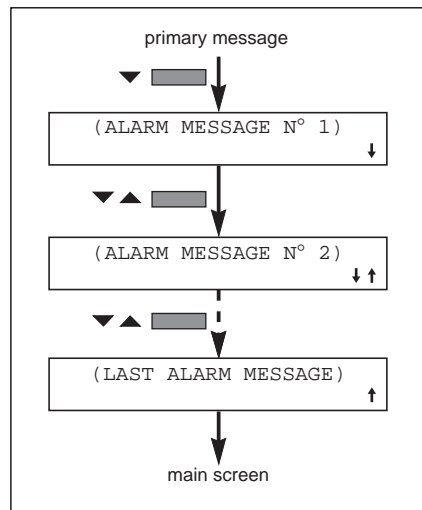 primary message
▼
(ALARM MESSAGE N° 1)
↓
▼ ▲
(ALARM MESSAGE N° 2)
↓ ↑
▼ ▲
(LAST ALARM MESSAGE)
↑
main screen